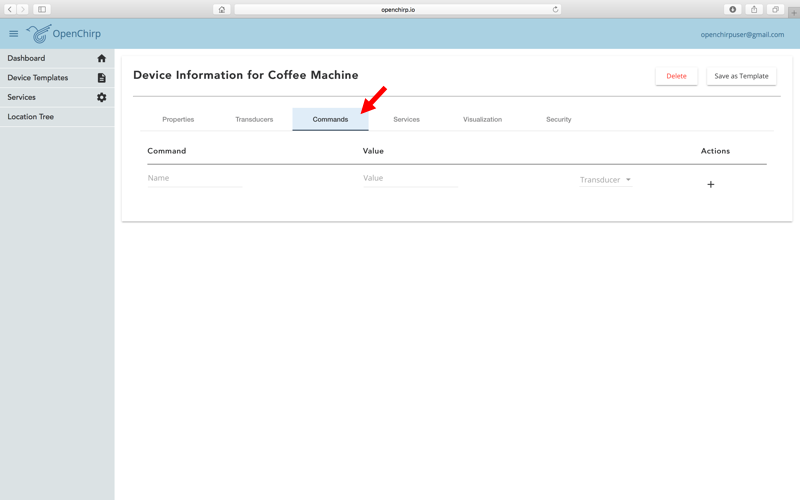 openchirp.io
OpenChirp
openchirpuser@gmail.com
Dashboard
Device Templates
Services
Location Tree
Device Information for Coffee Machine
Delete
Save as Template
Properties
Transducers
Commands
Services
Visualization
Security
Command
Value
Actions
Name
Value
Transducer